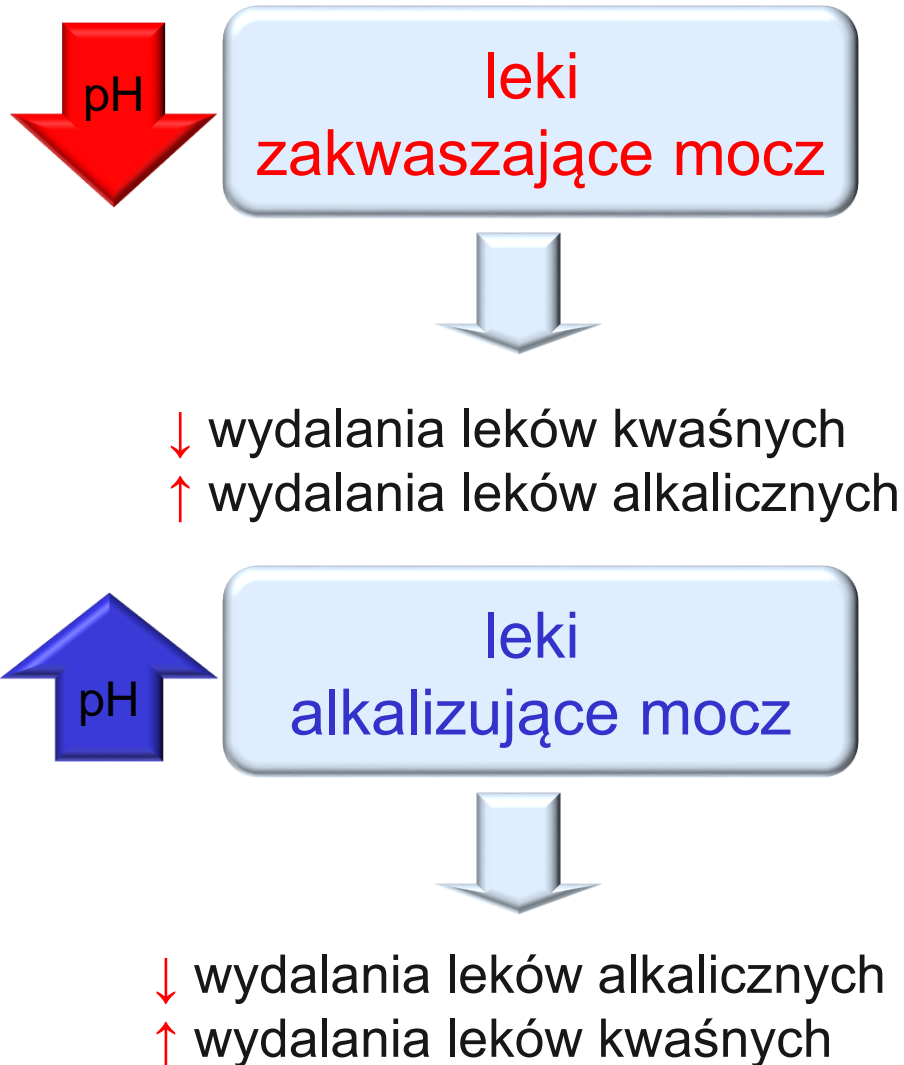 pH
leki
zakwaszające mocz
↓ wydalania leków kwaśnych
↑ wydalania leków alkalicznych
pH
leki
alkalizujące mocz
↓ wydalania leków alkalicznych
↑ wydalania leków kwaśnych